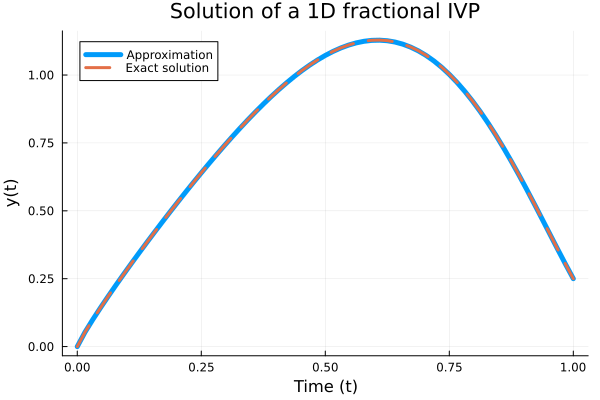 Solution of a 1D fractional IVP
Approximation
Exact solution
y(t)
1.00
0.75
0.50
0.25
0.00
0.00 0.25 0.50 0.75 1.00
Time (t)